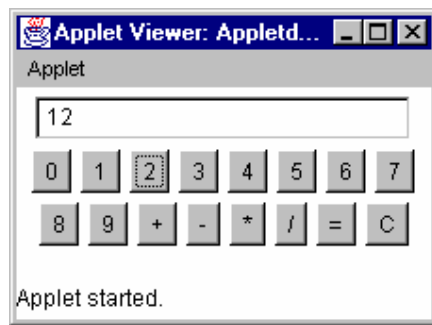 Applet Viewer: Appletd...
Applet
12
0 1 2 3 4 5 6 7
8 9 + - * / = C
Applet started.